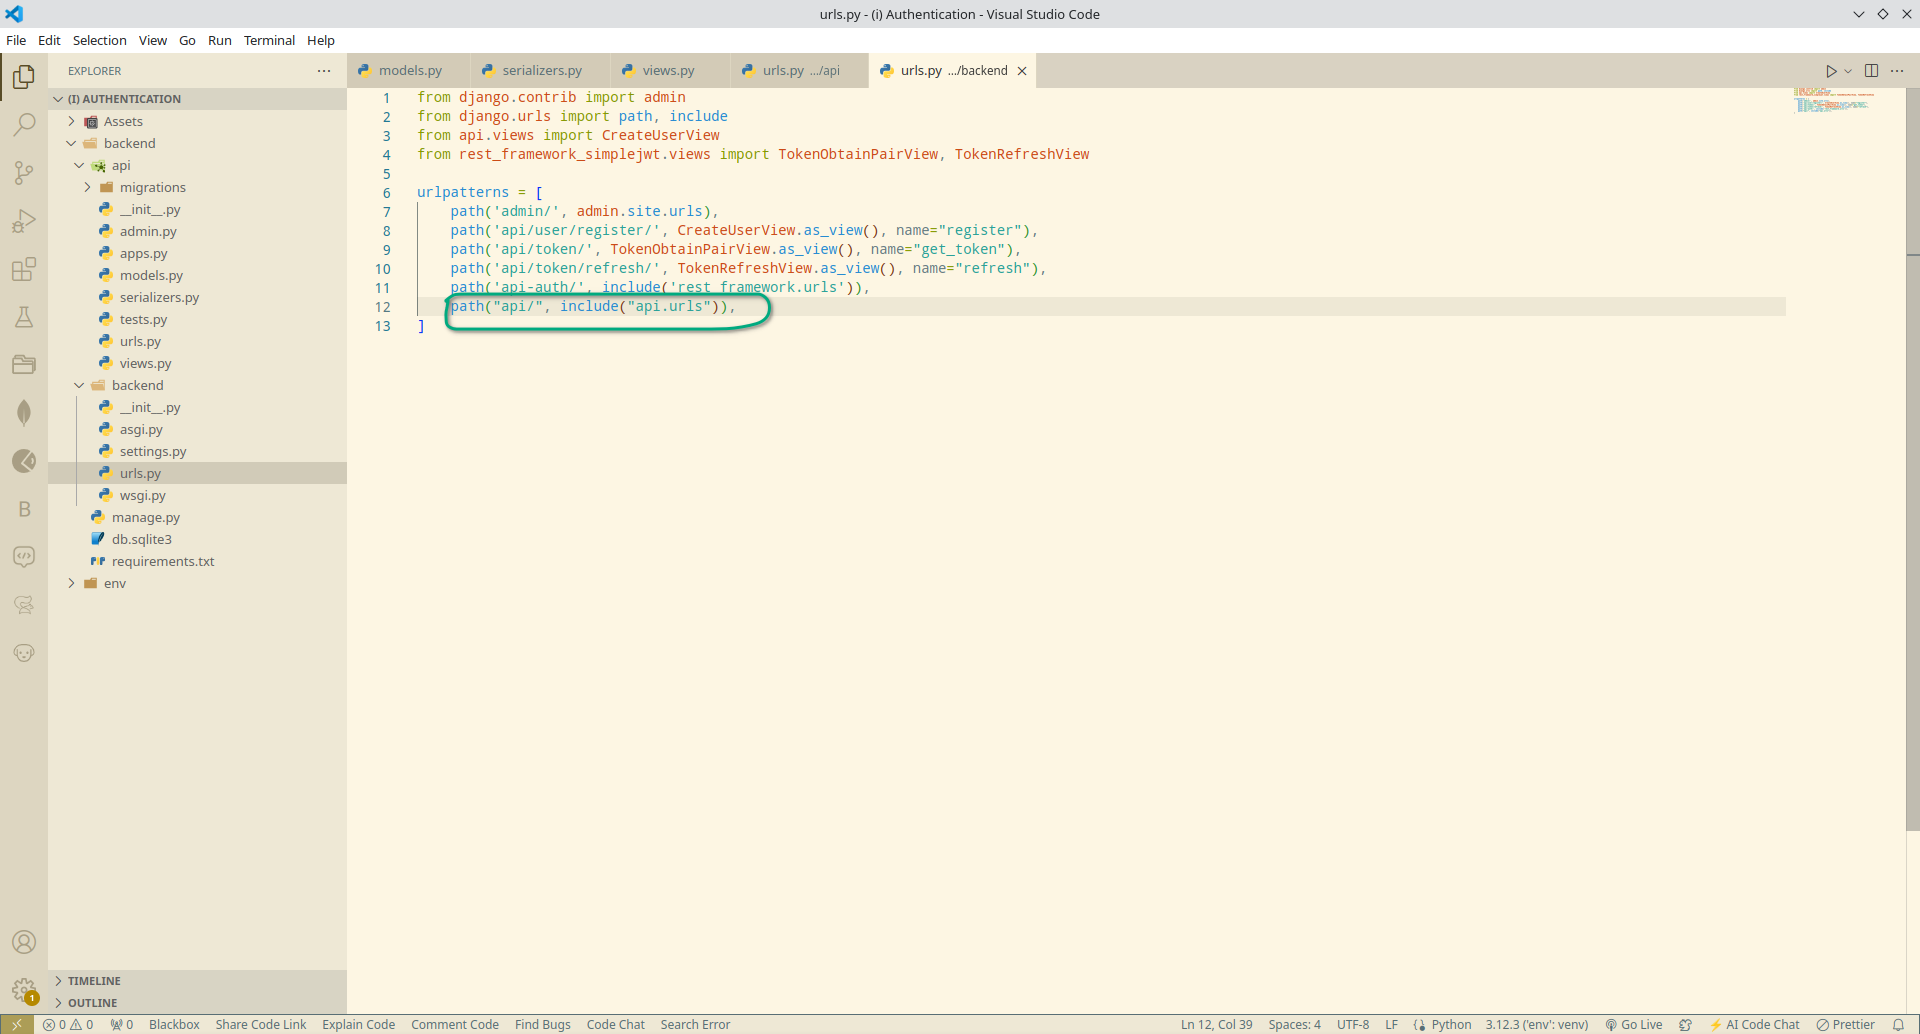 urls.py - (i) Authentication - Visual Studio Code
File Edit Selection View Go Run Terminal Help
EXPLORER
models.py serializers.py views.py urls.py .../api urls.py .../backend
(I) AUTHENTICATION
Assets
backend
api
migrations
__init__.py
admin.py
apps.py
models.py
serializers.py
tests.py
urls.py
views.py
backend
__init__.py
asgi.py
settings.py
urls.py
wsgi.py
manage.py
db.sqlite3
requirements.txt
env
TIMELINE
OUTLINE
1 from django.contrib import admin
2 from django.urls import path, include
3 from api.views import CreateUserView
4 from rest_framework_simplejwt.views import TokenObtainPairView, TokenRefreshView
5
6 urlpatterns = [
7 path('admin/', admin.site.urls),
8 path('api/user/register/', CreateUserView.as_view(), name="register"),
9 path('api/token/', TokenObtainPairView.as_view(), name="get_token"),
10 path('api/token/refresh/', TokenRefreshView.as_view(), name="refresh"),
11 path('api-auth/', include('rest_framework.urls')),
12 path("api/", include("api.urls")),
13 ]
B
1
0 0 0 Blackbox Share Code Link Explain Code Comment Code Find Bugs Code Chat Search Error Ln 12, Col 39 Spaces: 4 UTF-8 LF Python 3.12.3 ('env': venv) Go Live AI Code Chat Prettier